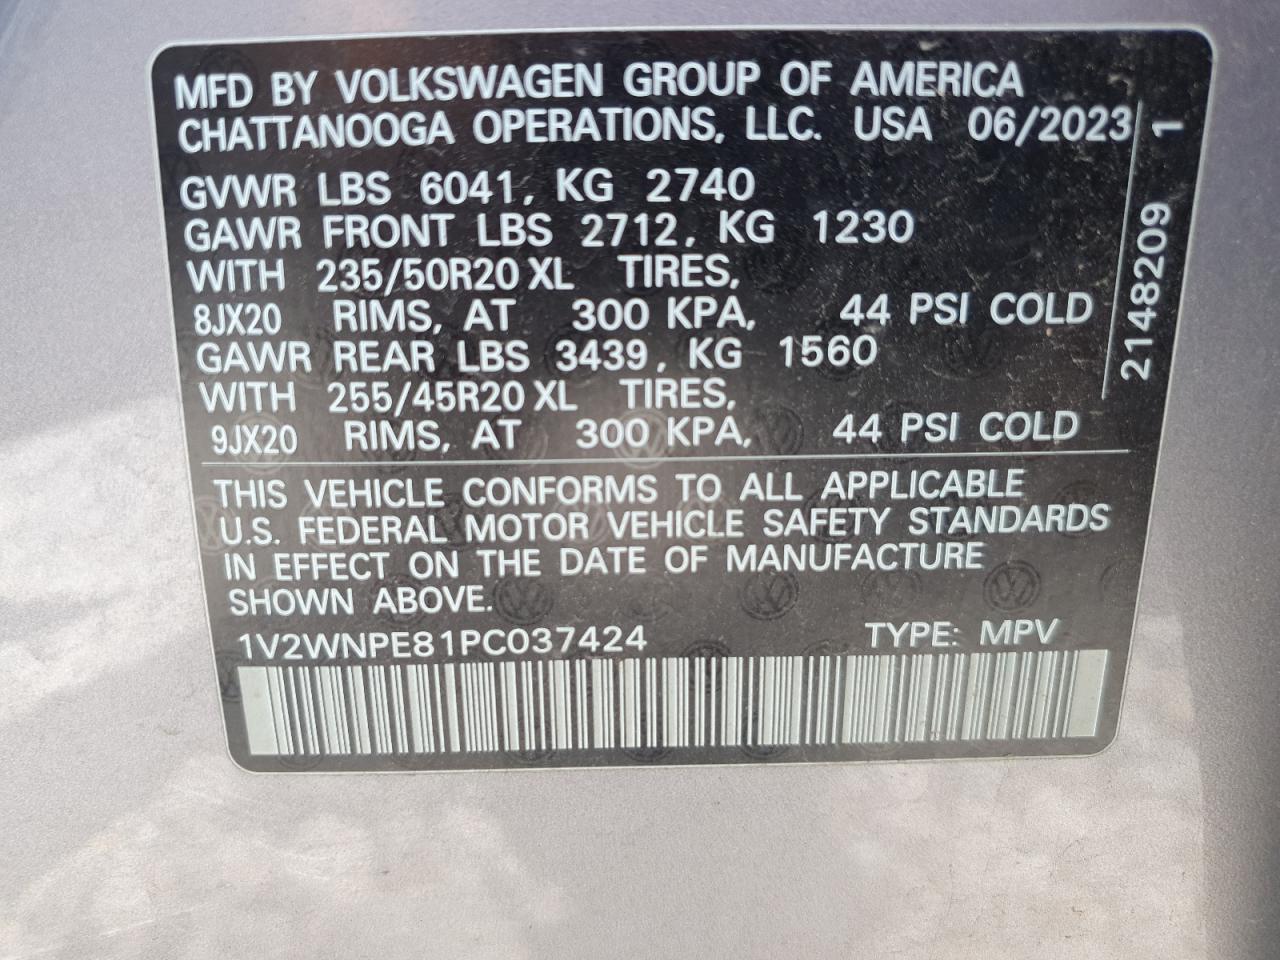 MFD BY VOLKSWAGEN GROUP OF AMERICA
CHATTANOOGA OPERATIONS, LLC. USA 06/2023
GVWR LBS 6041, KG 2740
GAWR FRONT LBS 2712, KG 1230
WITH 235/50R20 XL TIRES,
8JX20 RIMS, AT 300 KPA, 44 PSI COLD
GAWR REAR LBS 3439, KG 1560
WITH 255/45R20 XL TIRES,
9JX20 RIMS, AT 300 KPA, 44 PSI COLD
THIS VEHICLE CONFORMS TO ALL APPLICABLE
U.S. FEDERAL MOTOR VEHICLE SAFETY STANDARDS
IN EFFECT ON THE DATE OF MANUFACTURE
SHOWN ABOVE.
1V2WNPE81PC037424 TYPE: MPV
2148209 1